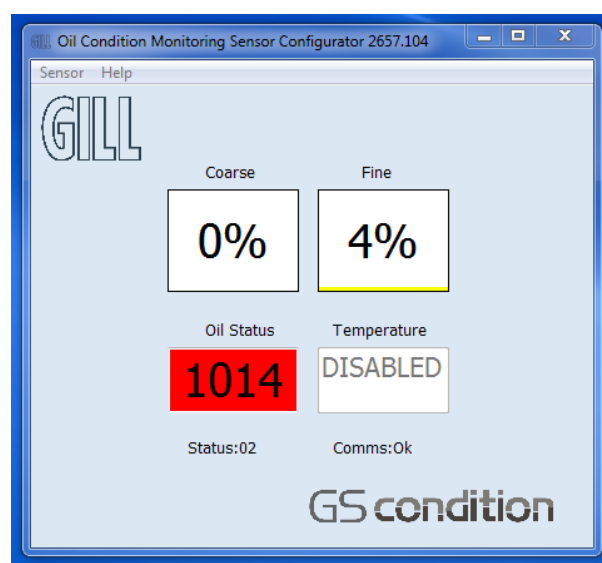 GILL Oil Condition Monitoring Sensor Configurator 2657.104
Sensor Help
GILL
Coarse Fine
0% 4%
Oil Status Temperature
1014 DISABLED
Status:02 Comms:Ok
GS condition